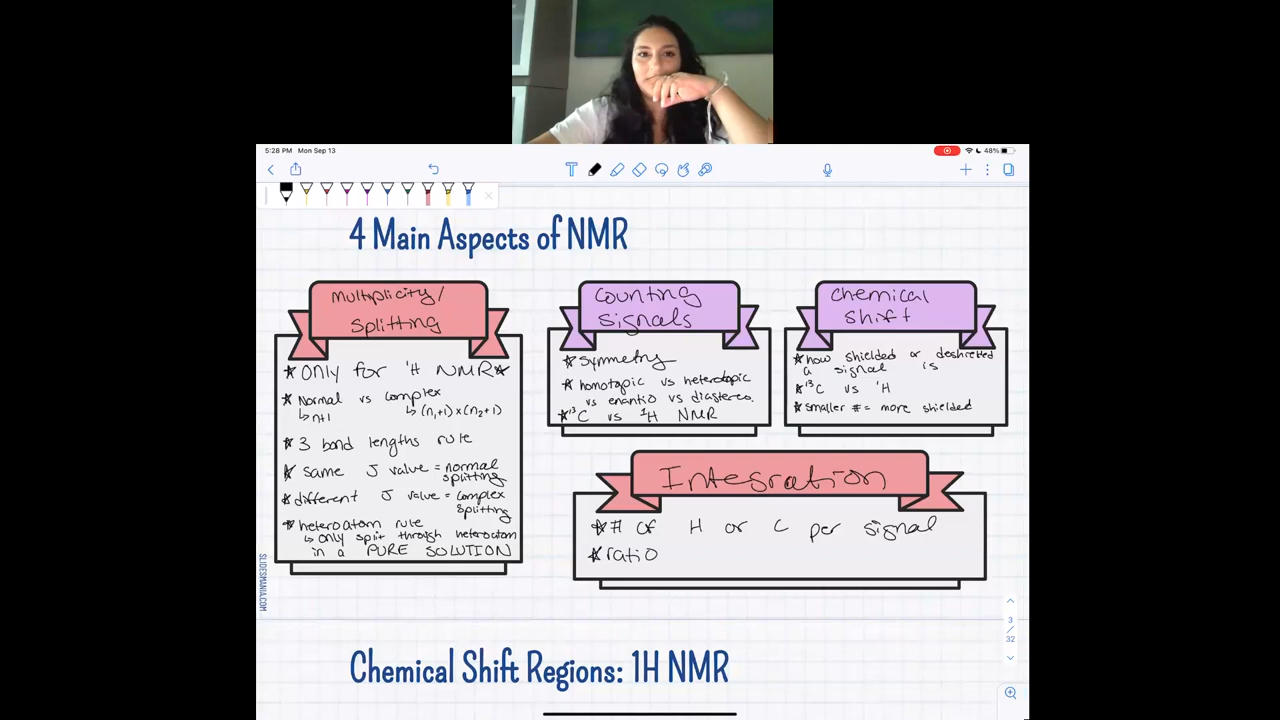 5:28 PM Mon Sep 13
48%
4 Main Aspects of NMR
Multiplicity/
Splitting
* Only for ¹H NMR *
* Normal vs complex
↳ n+1 ↳ (n₁+1)x(n₂+1)
* 3 bond lengths rule
* same J value = normal
splitting
* different J value = complex
splitting
* heteroatom rule
↳ only split through heteroatom
in a PURE SOLUTION
Counting
Signals
* Symmetry
* homotopic vs heterotopic
vs enantio vs diastereo.
* ¹³C vs ¹H NMR
Chemical
Shift
* how shielded or deshielded
a signal is
* ¹³C vs ¹H
* smaller # = more shielded
Integration
* # of H or C per signal
* ratio
SLIDESMANIA.COM
3
/
32
Chemical Shift Regions: 1H NMR